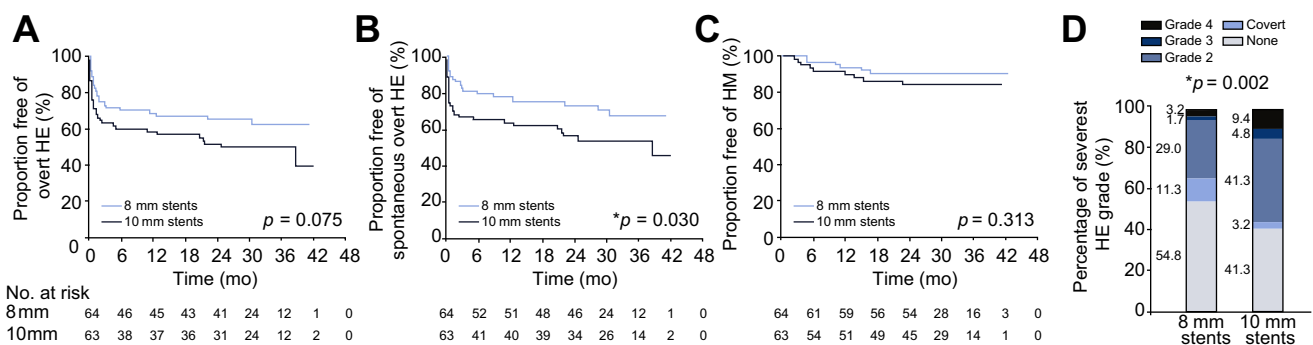 A
Proportion free of
overt HE (%)
100
80
60
40
20
0
8 mm stents
10 mm stents
p = 0.075
0 6 12 18 24 30 36 42 48
Time (mo)
B
Proportion free of
spontaneous overt HE (%)
100
80
60
40
20
0
8 mm stents
10 mm stents
*p = 0.030
0 6 12 18 24 30 36 42 48
Time (mo)
C
Proportion free of HM (%)
100
80
60
40
20
0
8 mm stents
10 mm stents
p = 0.313
0 6 12 18 24 30 36 42 48
Time (mo)
No. at risk
8mm 64 46 45 43 41 24 12 1 0 64 52 51 48 46 24 12 1 0 64 61 59 56 54 28 16 3 0
10mm 63 38 37 36 31 24 12 2 0 63 41 40 39 34 26 14 2 0 63 54 51 49 45 29 14 1 0
D
Grade 4 Covert
Grade 3 None
Grade 2
*p = 0.002
Percentage of severest
HE grade (%)
100
80
60
40
20
0
3.2
1.7
29.0
11.3
54.8
9.4
4.8
41.3
3.2
41.3
8 mm
stents
10 mm
stents